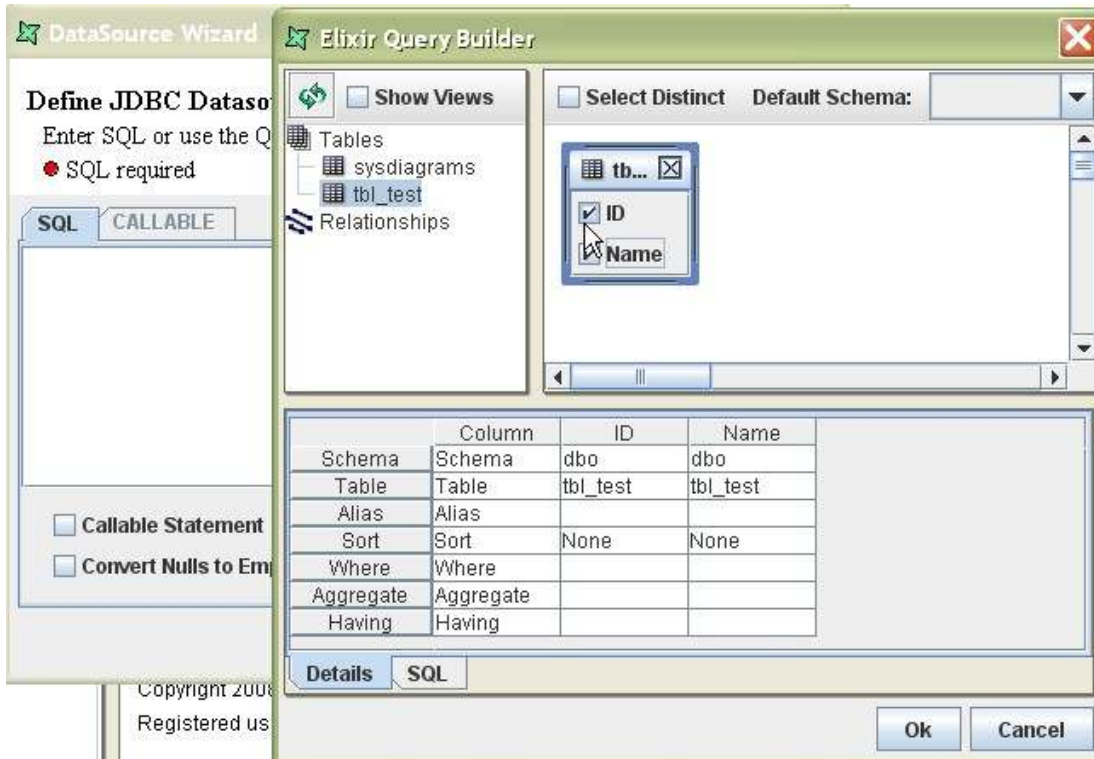 DataSource Wizard
Elixir Query Builder
Define JDBC Dataso
Enter SQL or use the Q
SQL required
SQL CALLABLE
Callable Statement
Convert Nulls to Em
Show Views
Tables
sysdiagrams
tbl_test
Relationships
Select Distinct Default Schema:
tb...
ID
Name
Column ID Name
Schema Schema dbo dbo
Table Table tbl_test tbl_test
Alias Alias
Sort Sort None None
Where Where
Aggregate Aggregate
Having Having
Details SQL
Ok Cancel
Copyright 2008
Registered us